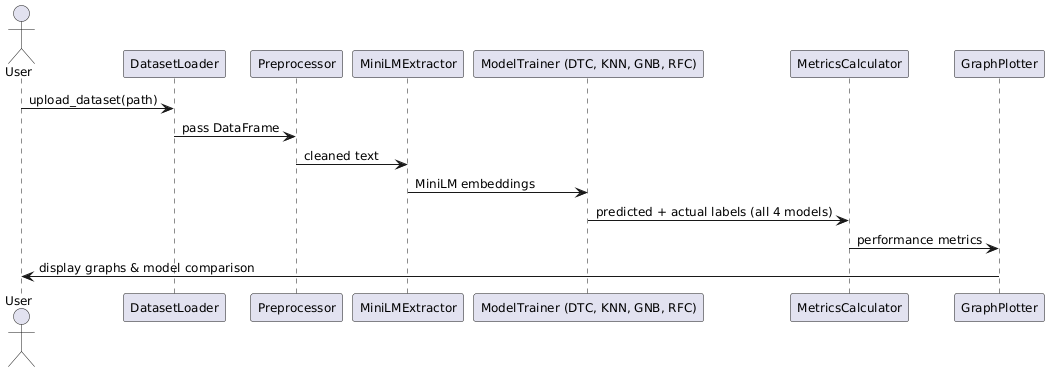 User
DatasetLoader
Preprocessor
MiniLMExtractor
ModelTrainer (DTC, KNN, GNB, RFC)
MetricsCalculator
GraphPlotter
upload_dataset(path)
pass DataFrame
cleaned text
MiniLM embeddings
predicted + actual labels (all 4 models)
performance metrics
display graphs & model comparison
User
DatasetLoader
Preprocessor
MiniLMExtractor
ModelTrainer (DTC, KNN, GNB, RFC)
MetricsCalculator
GraphPlotter